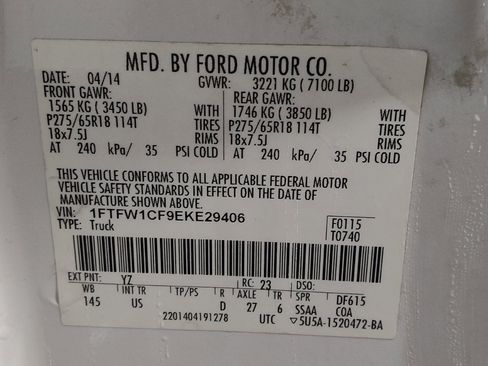 MFD. BY FORD MOTOR CO.
DATE: 04/14 GVWR: 3221 KG ( 7100 LB)
FRONT GAWR: REAR GAWR:
1565 KG ( 3450 LB) WITH 1746 KG ( 3850 LB) WITH
P275/65R18 114T TIRES P275/65R18 114T TIRES
18x7.5J RIMS 18x7.5J RIMS
AT 240 kPa/ 35 PSI COLD AT 240 kPa/ 35 PSI COLD
THIS VEHICLE CONFORMS TO ALL APPLICABLE FEDERAL MOTOR
VEHICLE SAFETY STANDARDS IN EFFECT ON THE DATE OF
MANUFACTURE SHOWN ABOVE.
VIN: 1FTFW1CF9EKE29406 F0115
TYPE: Truck T0740
EXT PNT: YZ RC: 23 DSO:
WB INT TR TP/PS R AXLE TR SPR DF615
145 US D 27 6 SSAA COA
2201404191278 UTC ▽5U5A-1520472-BA